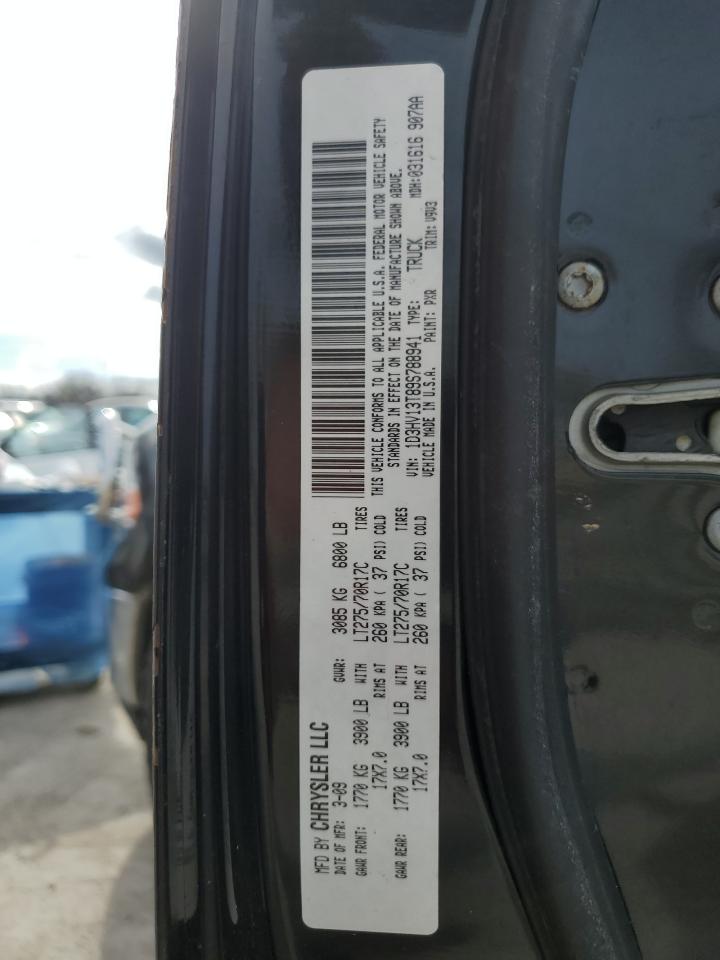 MFD BY CHRYSLER LLC
DATE OF MFR: 3-09 GVWR: 3085 KG 6800 LB
GAWR FRONT: 1770 KG 3900 LB WITH LT275/70R17C TIRES
17X7.0 RIMS AT 260 KPA ( 37 PSI) COLD
GAWR REAR: 1770 KG 3900 LB WITH LT275/70R17C TIRES
17X7.0 RIMS AT 260 KPA ( 37 PSI) COLD
THIS VEHICLE CONFORMS TO ALL APPLICABLE U.S.A. FEDERAL MOTOR VEHICLE SAFETY
STANDARDS IN EFFECT ON THE DATE OF MANUFACTURE SHOWN ABOVE.
VIN: 1D3HV13T89S788941 TYPE: TRUCK MDH:031616 907AA
VEHICLE MADE IN U.S.A. PAINT: PXR TRIM: V9V3